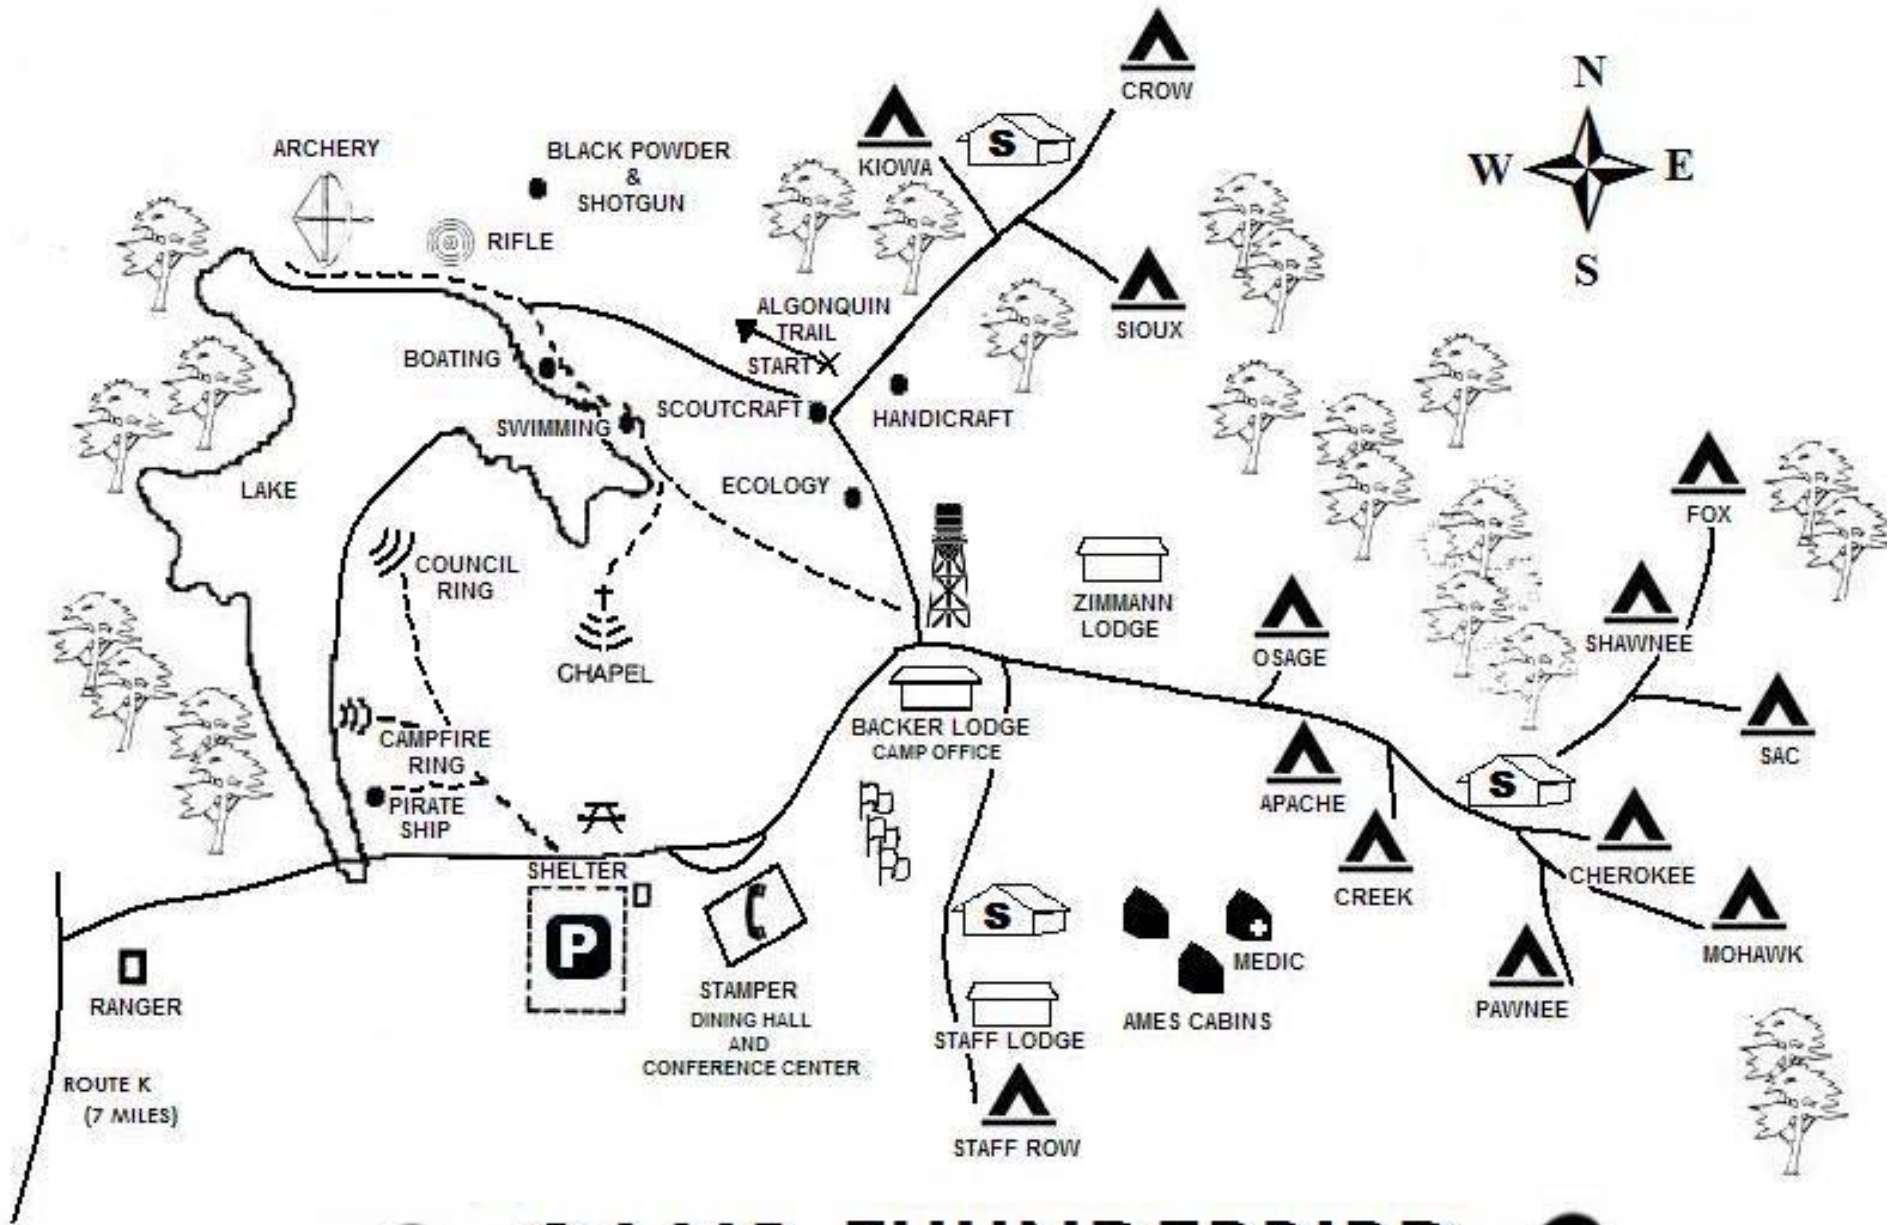 CROW
N
ARCHERY
BLACK POWDER
&
SHOTGUN
KIOWA
S
W
E
RIFLE
S
ALGONQUIN
TRAIL
START
SIOUX
BOATING
SCOUTCRAFT
HANDICRAFT
SWIMMING
LAKE
ECOLOGY
FOX
COUNCIL
RING
ZIMMANN
LODGE
OSAGE
SHAWNEE
CHAPEL
CAMPFIRE
RING
BACKER LODGE
CAMP OFFICE
SAC
S
PIRATE
SHIP
APACHE
SHELTER
CREEK
CHEROKEE
P
S
MEDIC
MOHAWK
RANGER
STAMPER
DINING HALL
AND
CONFERENCE CENTER
AMES CABINS
PAWNEE
STAFF LODGE
ROUTE K
(7 MILES)
STAFF ROW